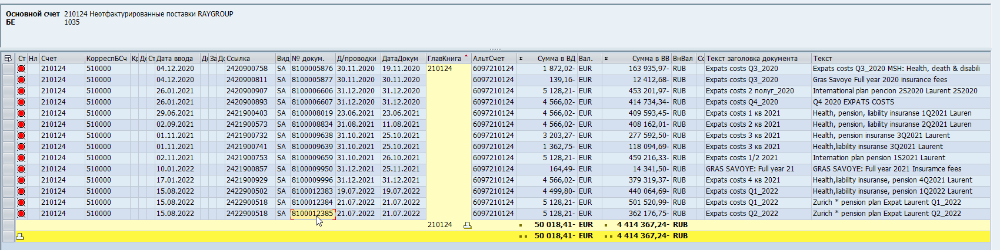 Основной счет 210124 Неотфактурированные поставки RAYGROUP
БЕ 1035
Ст Нл Счет КорреспБСч Кр Де Ст Дата ввода До За До Ссылка Вид № докум. Д/проводки ДатаДокум ГлавКнига АльтСчет Σ Сумма в ВД Вал. Σ Сумма в ВВ ВнВал Сс Текст заголовка документа Текст
210124 510000 04.12.2020 2420900758 SA 8100005876 30.11.2020 19.11.2020 210124 6097210124 1 872,02- EUR 163 935,97- RUB Expats costs Q3_2020 Expats costs Q3_2020 MSH: Health, death & disabili
210124 510000 04.12.2020 2420900811 SA 8100005877 30.11.2020 30.11.2020 6097210124 139,16- EUR 12 412,68- RUB Expats costs Q3_2020 Gras Savoye Full year 2020 insurance fees
210124 510000 26.01.2021 2420900907 SA 8100006606 31.12.2020 31.12.2020 6097210124 5 128,21- EUR 453 201,97- RUB Expats costs 2 полуг_2020 International plan pencion 2S2020 Laurent 2S2020
210124 510000 26.01.2021 2420900893 SA 8100006607 31.12.2020 31.12.2020 6097210124 4 566,02- EUR 414 734,34- RUB Expats costs Q4_2020 Q4 2020 EXPATS COSTS
210124 510000 29.06.2021 2421900403 SA 8100008019 23.06.2021 23.06.2021 6097210124 4 566,02- EUR 409 593,45- RUB Expats costs 1 кв 2021 Health, pension, liability insuranse 1Q2021 Lauren
210124 510000 02.09.2021 2421900573 SA 8100008834 31.08.2021 11.08.2021 6097210124 4 566,02- EUR 408 162,01- RUB Expats costs 2 кв 2021 Health, pension, liability insuranse 2Q2021 Lauren
210124 510000 01.11.2021 2421900732 SA 8100009638 31.10.2021 25.10.2021 6097210124 3 203,27- EUR 277 592,50- RUB Expats costs 3 кв 2021 Health, pension insuranse 3Q2021 Laurent
210124 510000 01.11.2021 2421900741 SA 8100009639 31.10.2021 25.10.2021 6097210124 1 362,75- EUR 118 094,69- RUB Expats costs 3 кв 2021 Health,liability insuranse 3Q2021 Laurent
210124 510000 02.11.2021 2421900753 SA 8100009659 31.10.2021 26.10.2021 6097210124 5 128,21- EUR 459 216,33- RUB Expats costs 1/2 2021 Internation plan pension 1S2021 Laurent
210124 510000 10.01.2022 2421900857 SA 8100009950 31.12.2021 25.11.2021 6097210124 164,49- EUR 14 341,50- RUB GRAS SAVOYE: Full year 21 GRAS SAVOYE: Full year 2021 Insuramce fees
210124 510000 17.01.2022 2421900929 SA 8100009996 31.12.2021 31.12.2021 6097210124 4 566,02- EUR 379 319,37- RUB Expats costs 4 кв 2021 Health,liability insuranse, pension 4Q2021 Laurent
210124 510000 15.08.2022 2422900502 SA 8100012383 19.07.2022 19.07.2022 6097210124 4 499,80- EUR 440 064,69- RUB Expats costs Q1_2022 Health,liability insuranse, pension 1Q2022 Laurent
210124 510000 15.08.2022 2422900518 SA 8100012384 21.07.2022 21.07.2022 6097210124 5 128,21- EUR 501 520,99- RUB Expats costs Q1_2022 Zurich * pension plan Expat Laurent Q1_2022
210124 510000 15.08.2022 2422900518 SA 8100012385 21.07.2022 21.07.2022 6097210124 5 128,21- EUR 362 176,75- RUB Expats costs Q2_2022 Zurich * pension plan Expat Laurent Q2_2022
210124 50 018,41- EUR 4 414 367,24- RUB
50 018,41- EUR 4 414 367,24- RUB